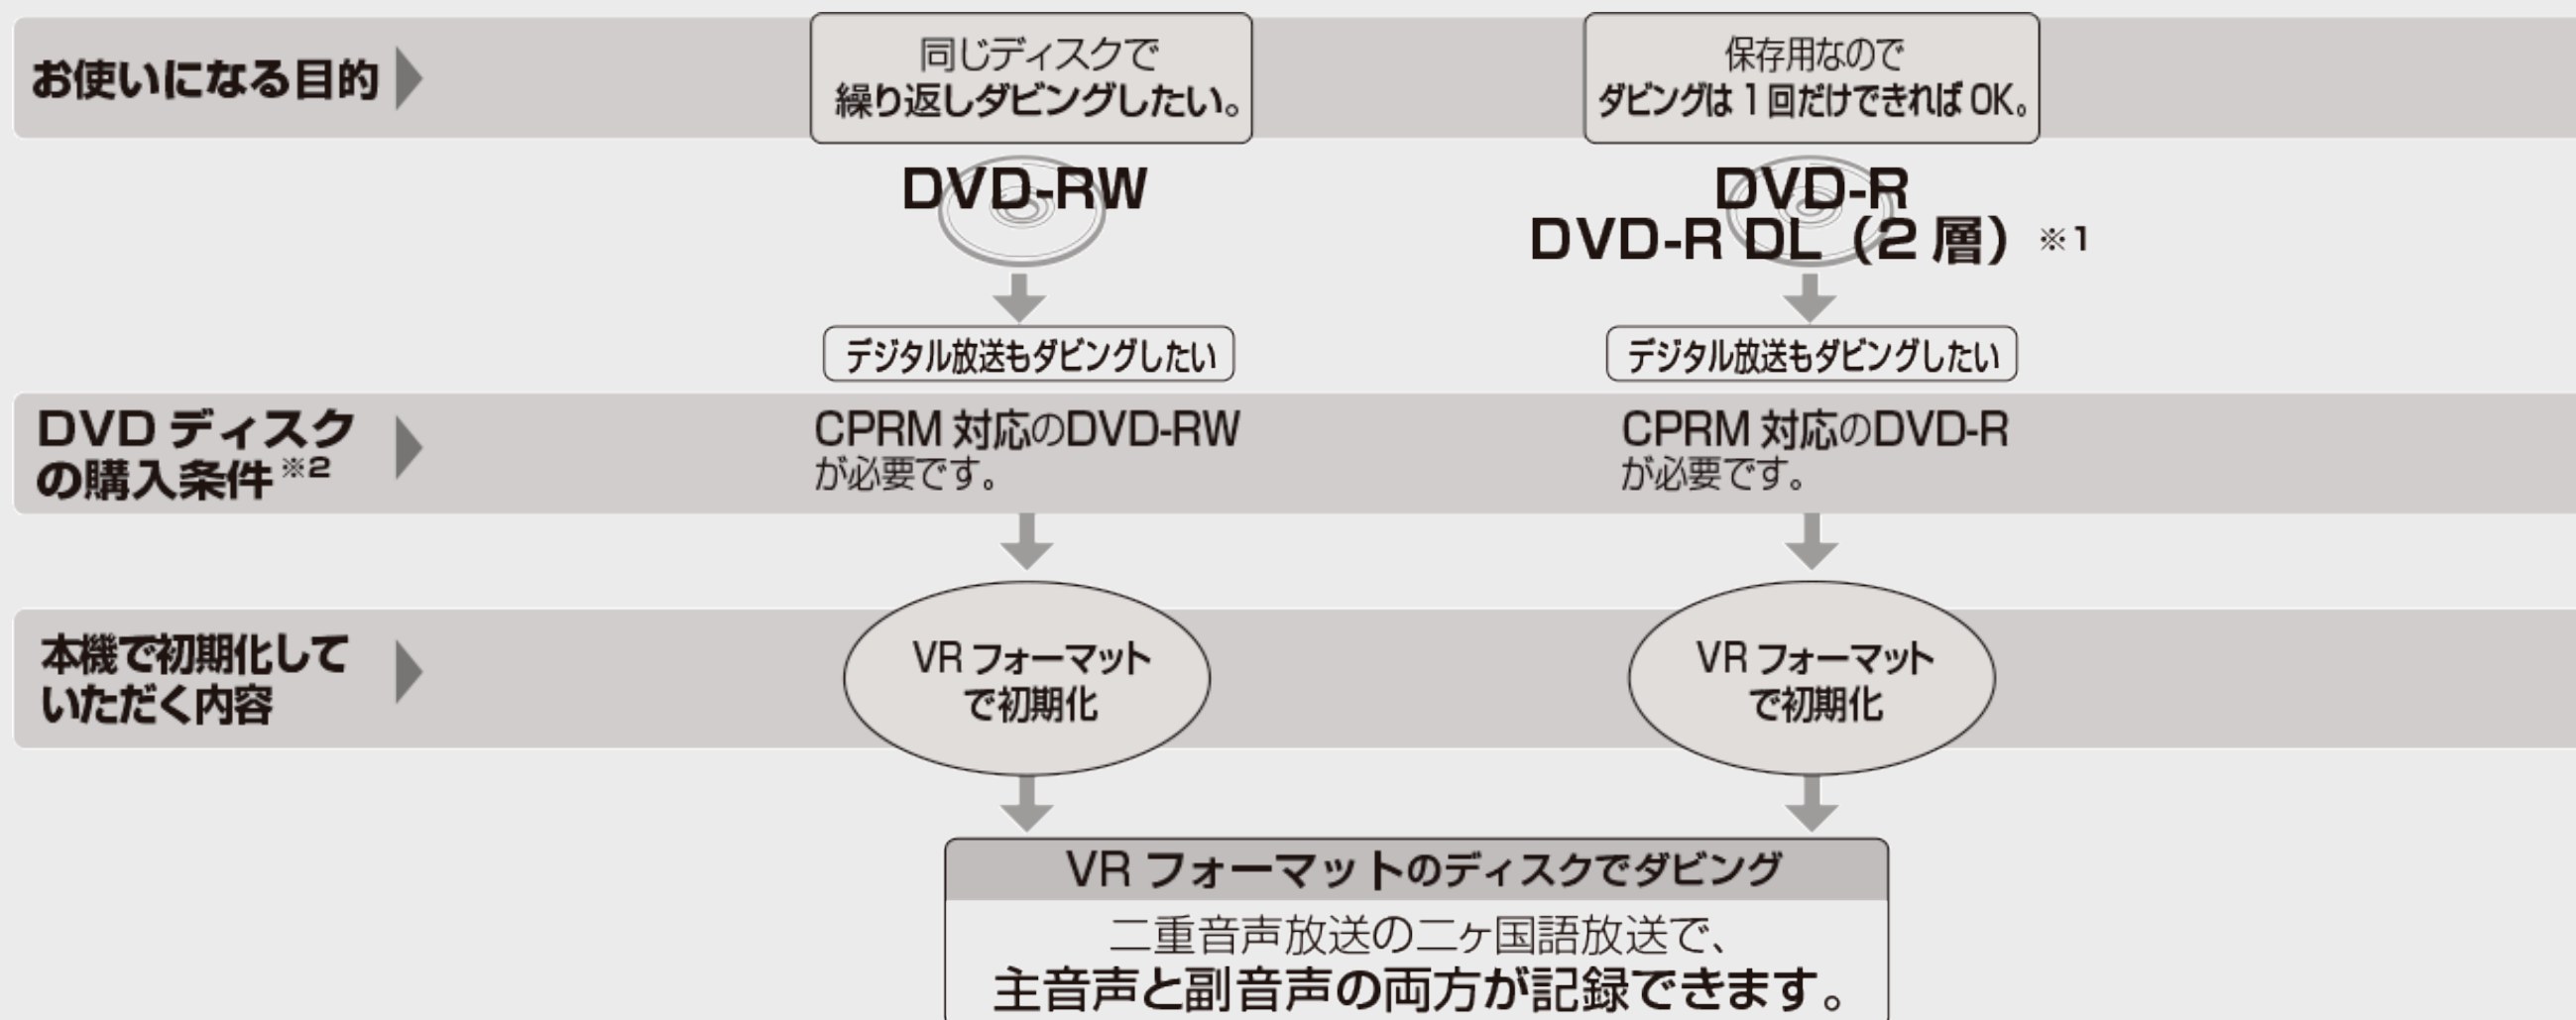 お使いになる目的
同じディスクで
繰り返しダビングしたい。
保存用なので
ダビングは1回だけできればOK。
DVD-RW
DVD-R
DVD-R DL（2層）※1
デジタル放送もダビングしたい
デジタル放送もダビングしたい
DVDディスク
の購入条件※2
CPRM対応のDVD-RW
が必要です。
CPRM対応のDVD-R
が必要です。
本機で初期化して
いただく内容
VRフォーマット
で初期化
VRフォーマット
で初期化
VRフォーマットのディスクでダビング
二重音声放送の二ヶ国語放送で、
主音声と副音声の両方が記録できます。